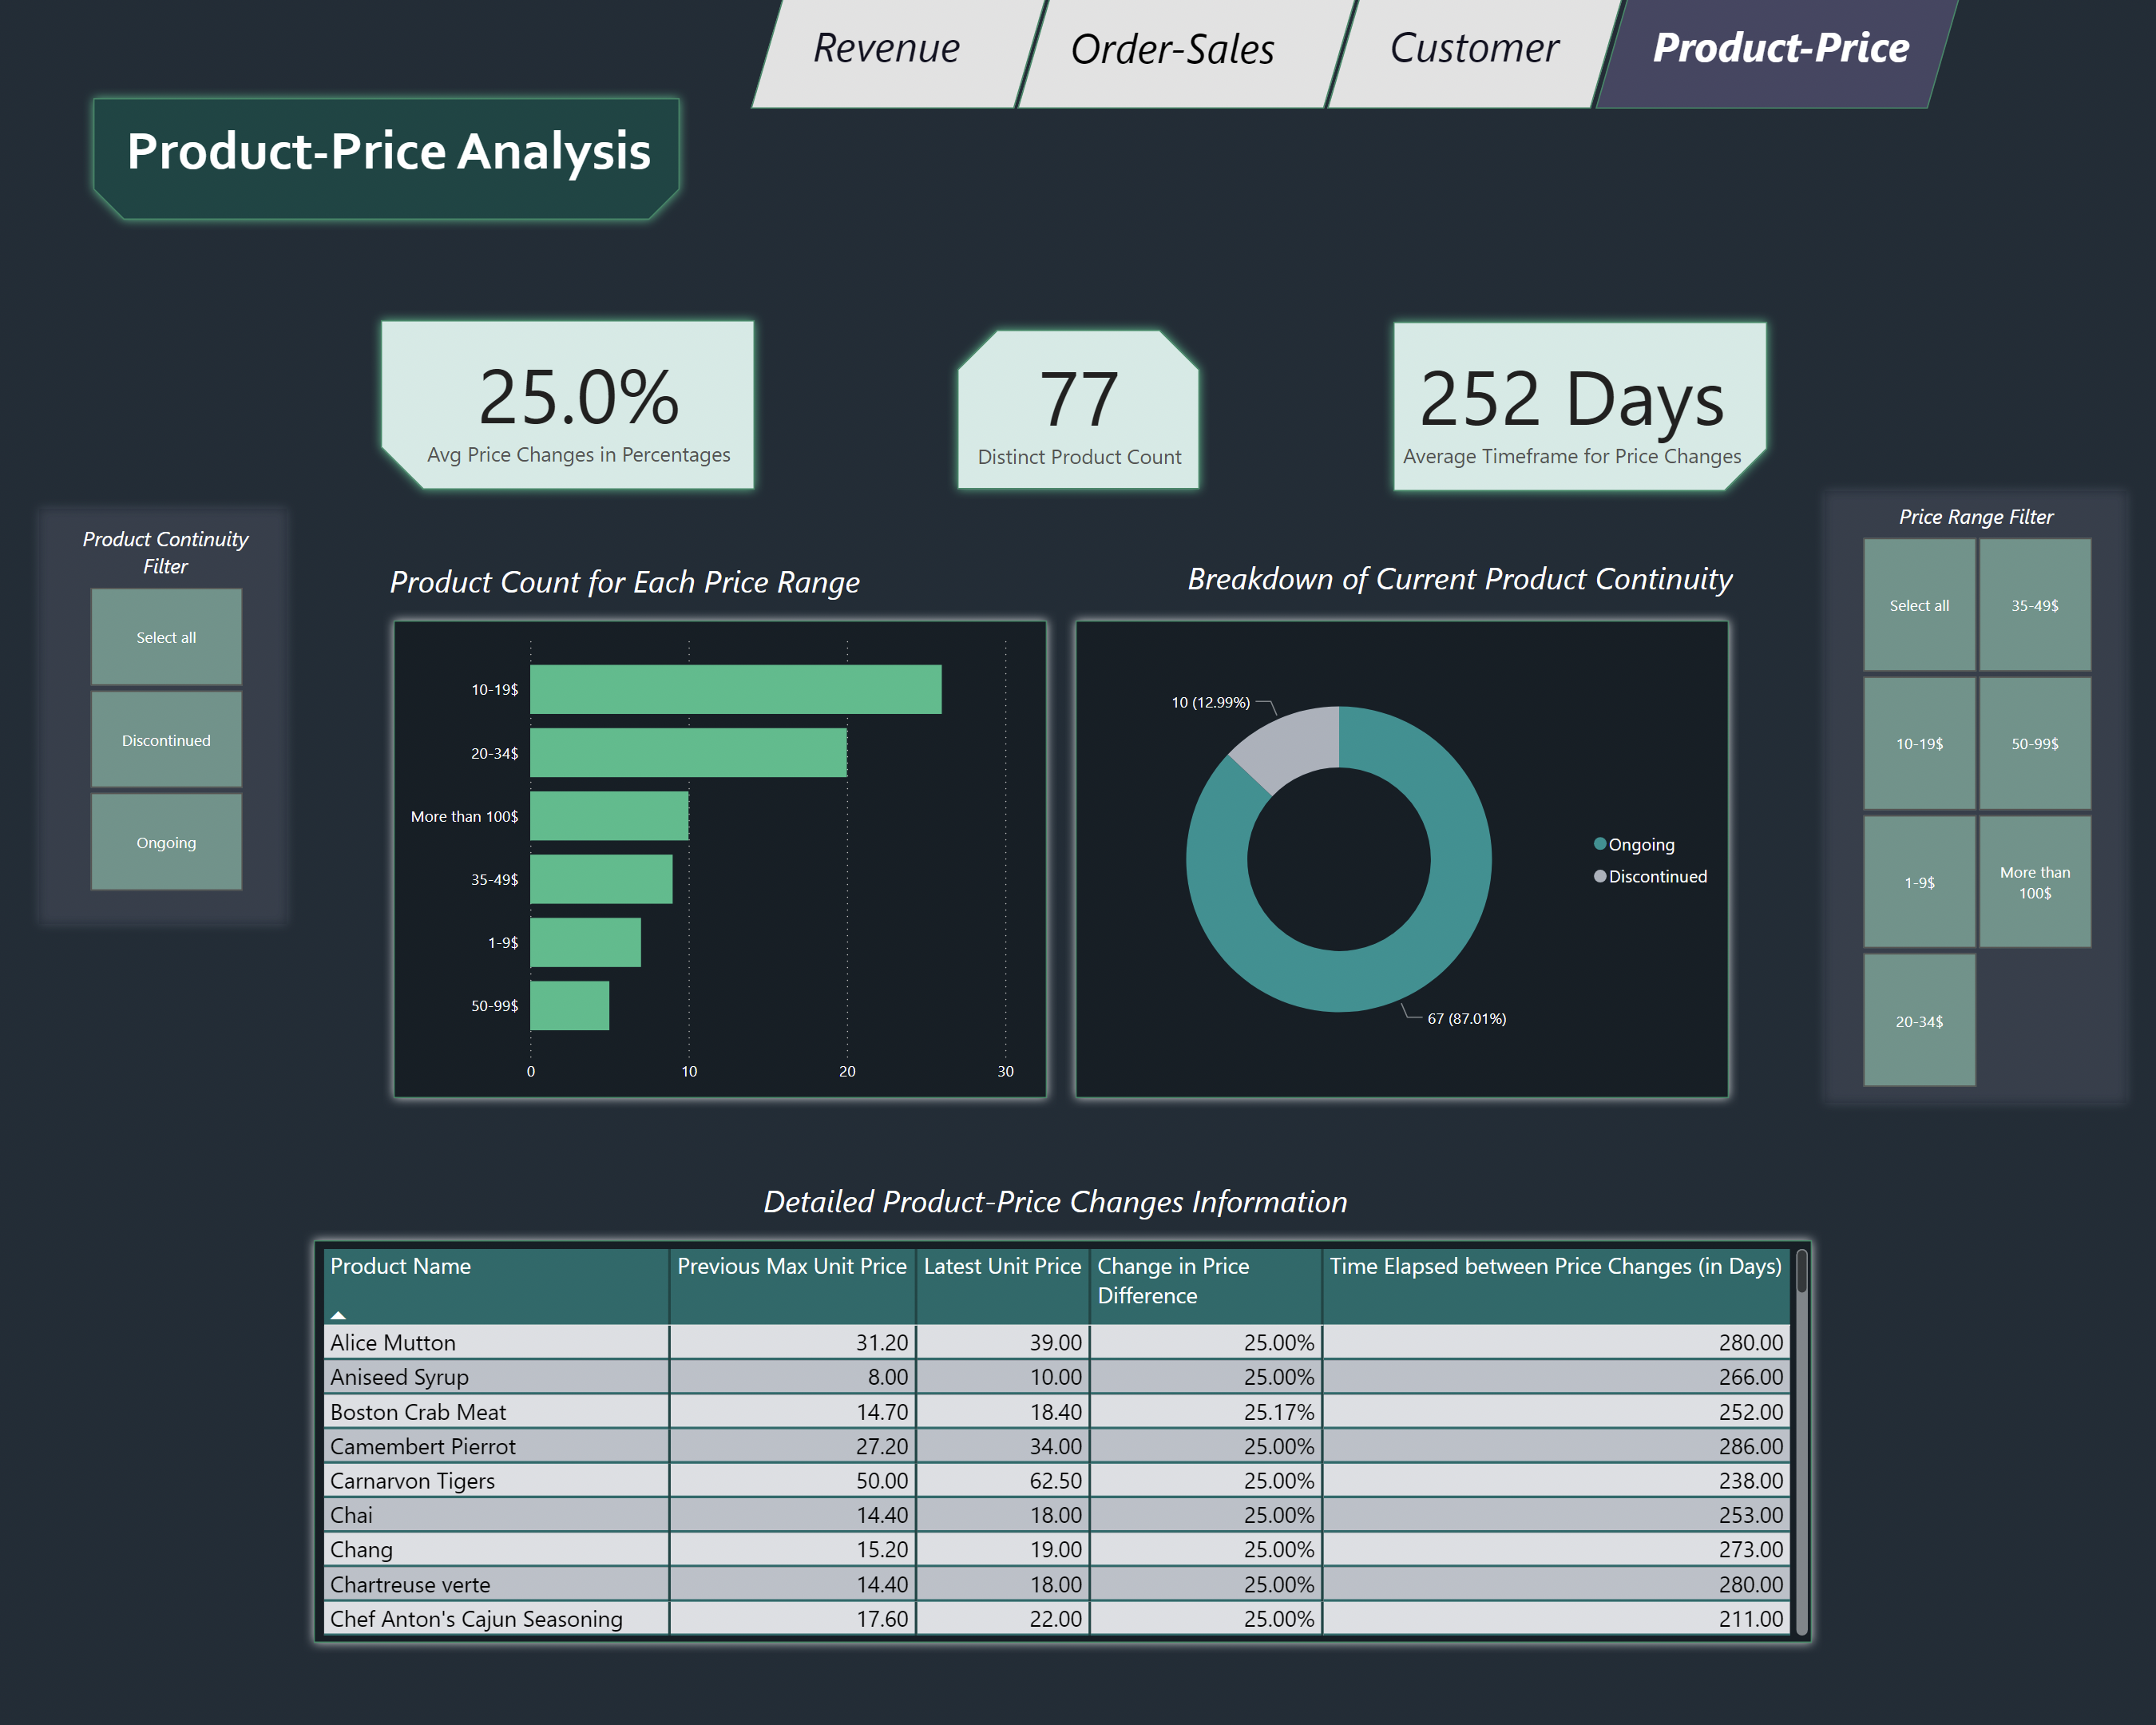 Revenue
Order-Sales
Customer
Product-Price
Product-Price Analysis
25.0%
Avg Price Changes in Percentages
77
Distinct Product Count
252 Days
Average Timeframe for Price Changes
Product Continuity
Filter
Select all
Discontinued
Ongoing
Product Count for Each Price Range
10-19$
20-34$
More than 100$
35-49$
1-9$
50-99$
0 10 20 30
Breakdown of Current Product Continuity
10 (12.99%)
67 (87.01%)
Ongoing
Discontinued
Price Range Filter
Select all 35-49$
10-19$ 50-99$
1-9$ More than
100$
20-34$
Detailed Product-Price Changes Information
Product Name Previous Max Unit Price Latest Unit Price Change in Price Time Elapsed between Price Changes (in Days)
Difference
Alice Mutton 31.20 39.00 25.00% 280.00
Aniseed Syrup 8.00 10.00 25.00% 266.00
Boston Crab Meat 14.70 18.40 25.17% 252.00
Camembert Pierrot 27.20 34.00 25.00% 286.00
Carnarvon Tigers 50.00 62.50 25.00% 238.00
Chai 14.40 18.00 25.00% 253.00
Chang 15.20 19.00 25.00% 273.00
Chartreuse verte 14.40 18.00 25.00% 280.00
Chef Anton's Cajun Seasoning 17.60 22.00 25.00% 211.00